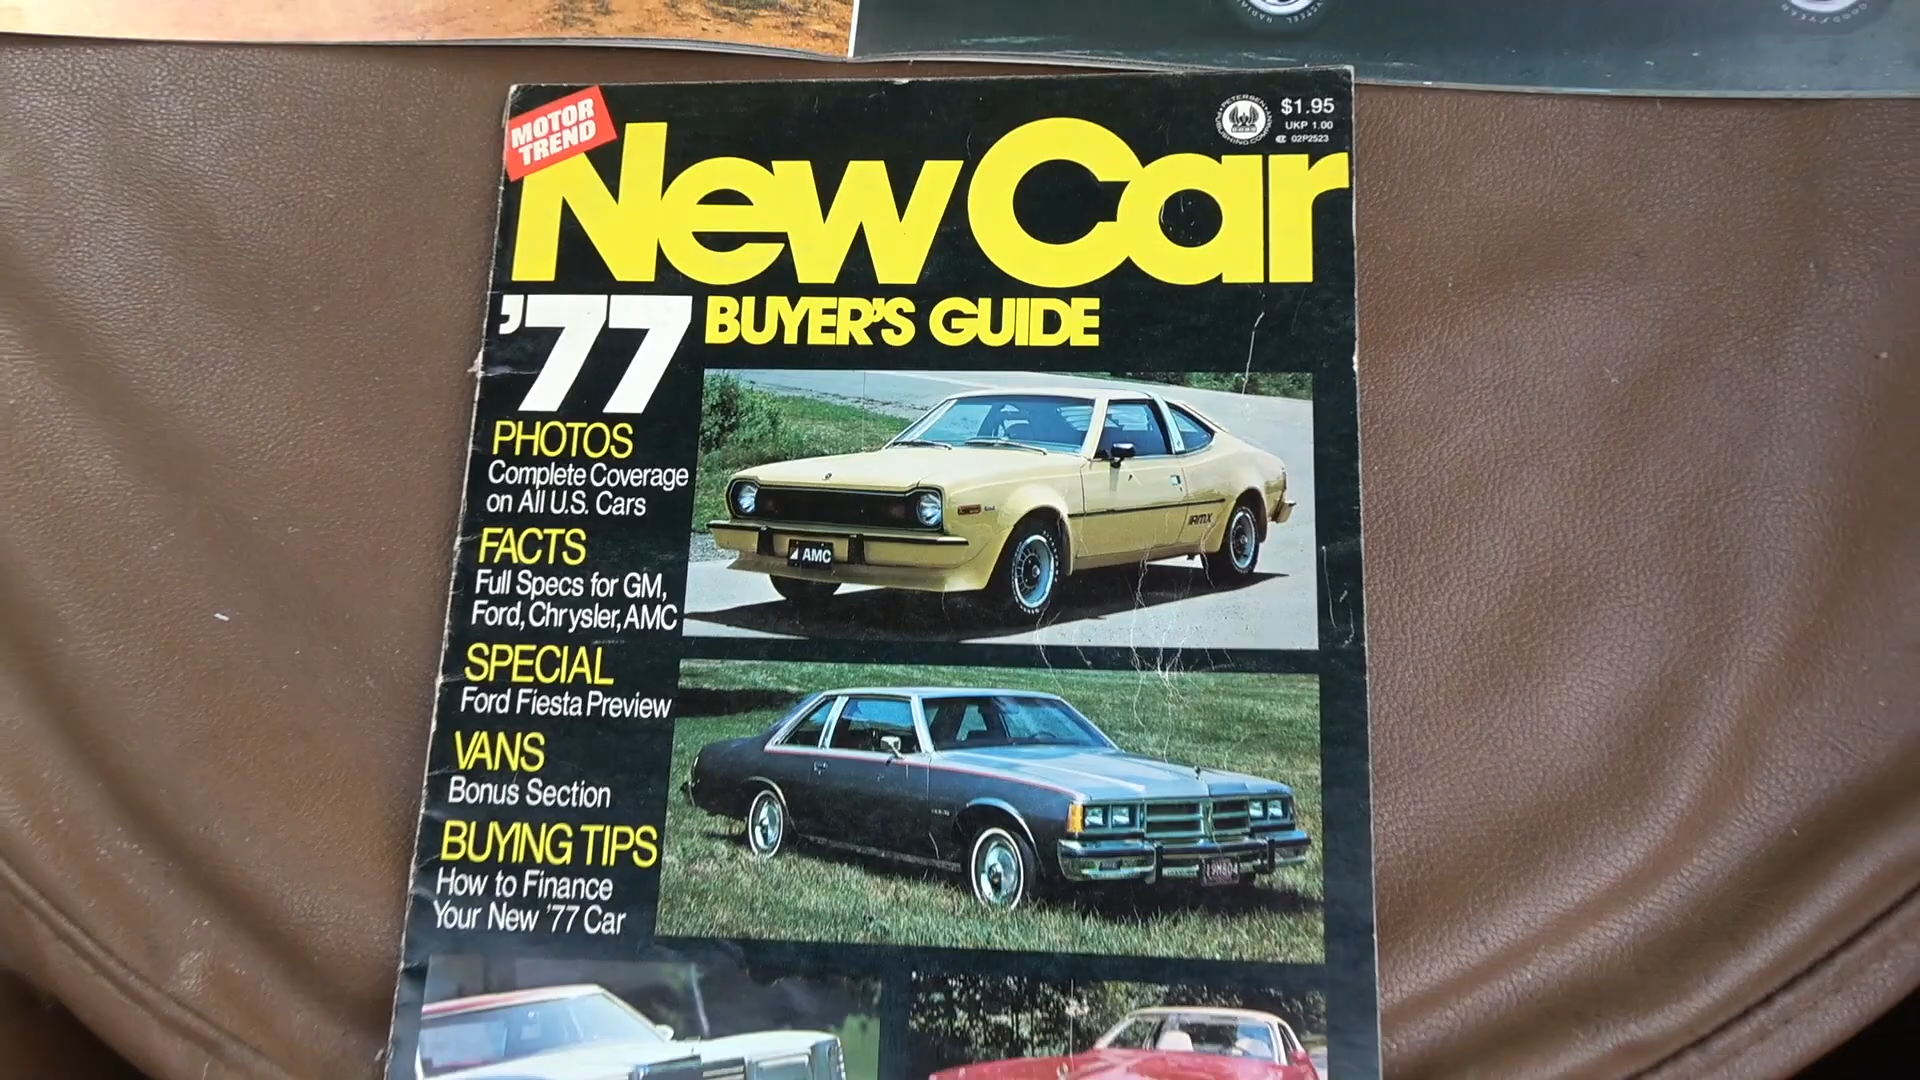 MOTOR
TREND
New Car
'77 BUYER'S GUIDE
PETERSEN
$1.95
UKP 1.00
02P2523
PHOTOS
Complete Coverage
on All U.S. Cars
FACTS
Full Specs for GM,
Ford, Chrysler, AMC
SPECIAL
Ford Fiesta Preview
VANS
Bonus Section
BUYING TIPS
How to Finance
Your New '77 Car
AMC
AMX